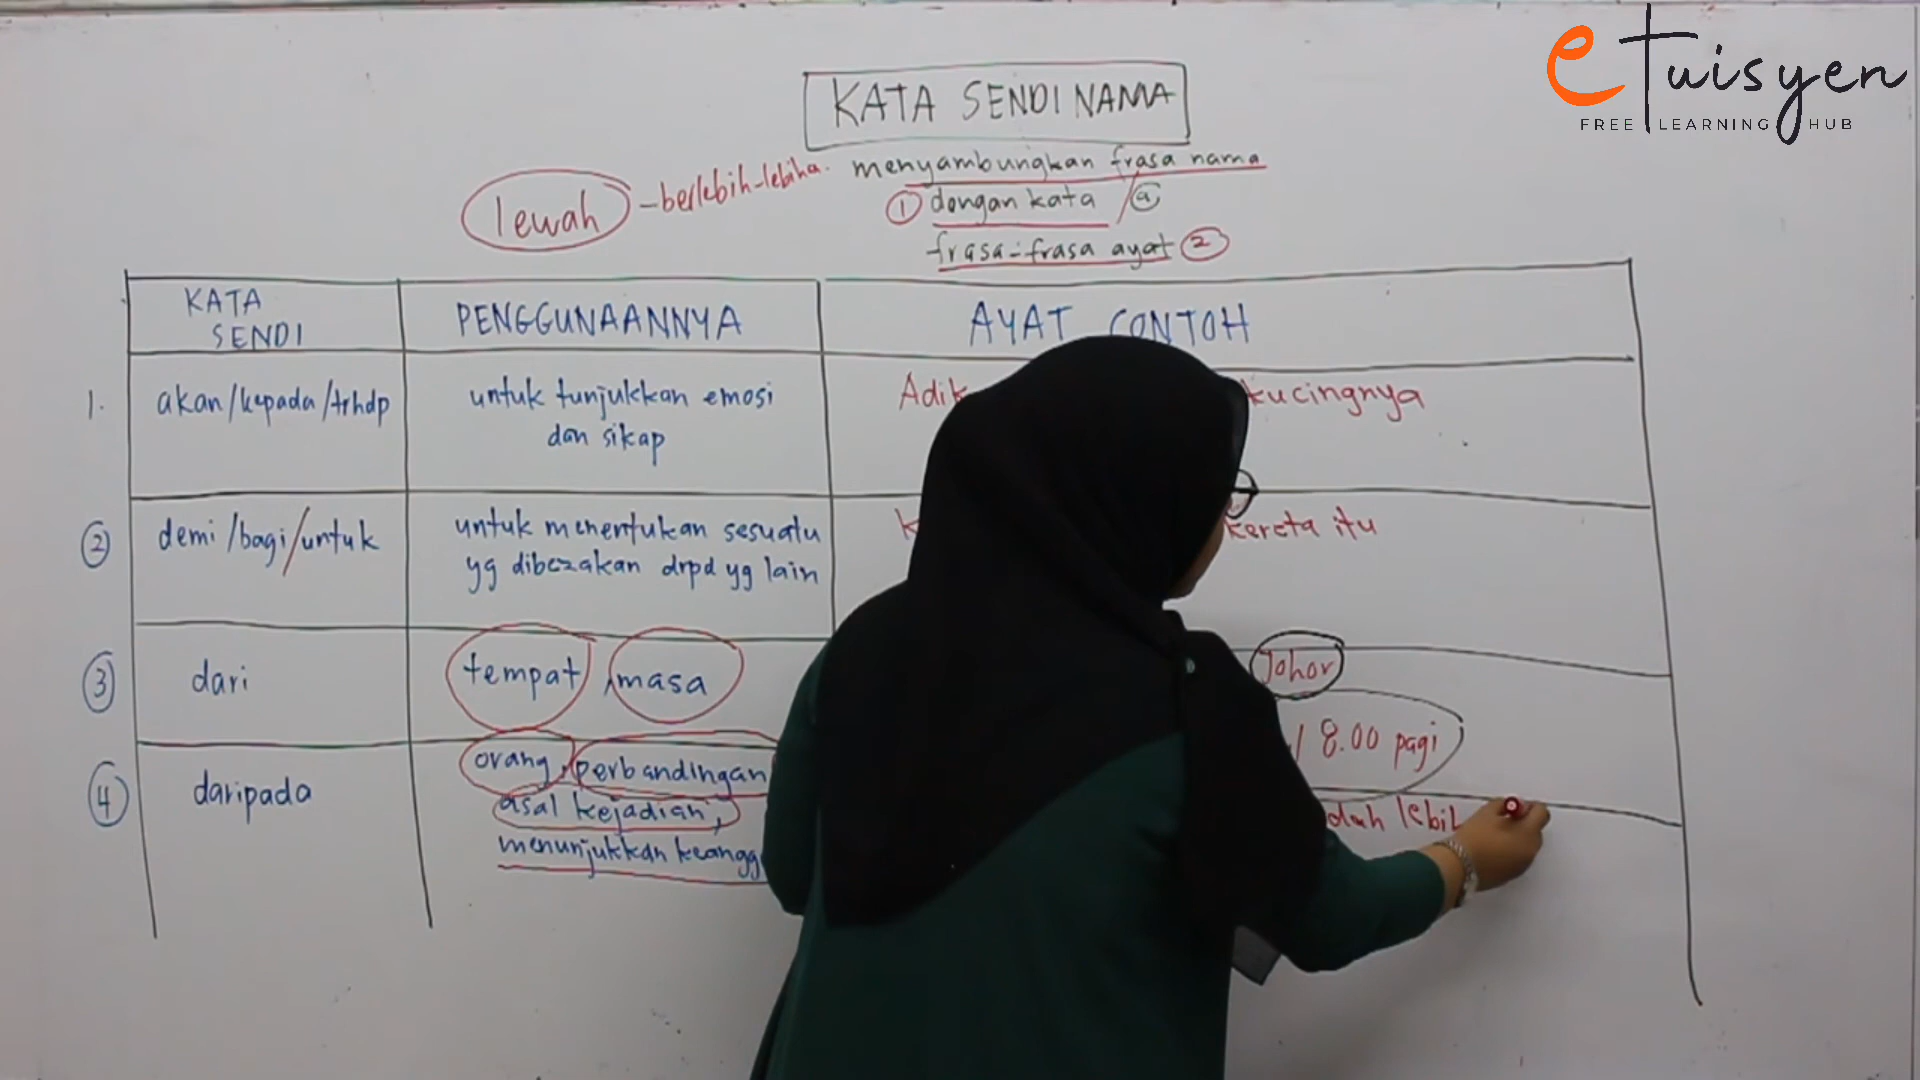 eTuisyen
FREE LEARNING HUB
KATA SENDI NAMA
lewah - berlebih-lebiha.
menyambungkan frasa nama
① dengan kata / ⓐ
frasa-frasa ayat ②
KATA SENDI
PENGGUNAANNYA
AYAT CONTOH
1. akan/kepada/trhdp
untuk tunjukkan emosi
dan sikap
Adik kucingnya
② demi/bagi/untuk
untuk menentukan sesuatu
yg dibezakan drpd yg lain
kereta itu
③ dari
tempat, masa
Johor
8.00 pagi
④ daripada
orang, perbandingan
asal kejadian,
menunjukkan